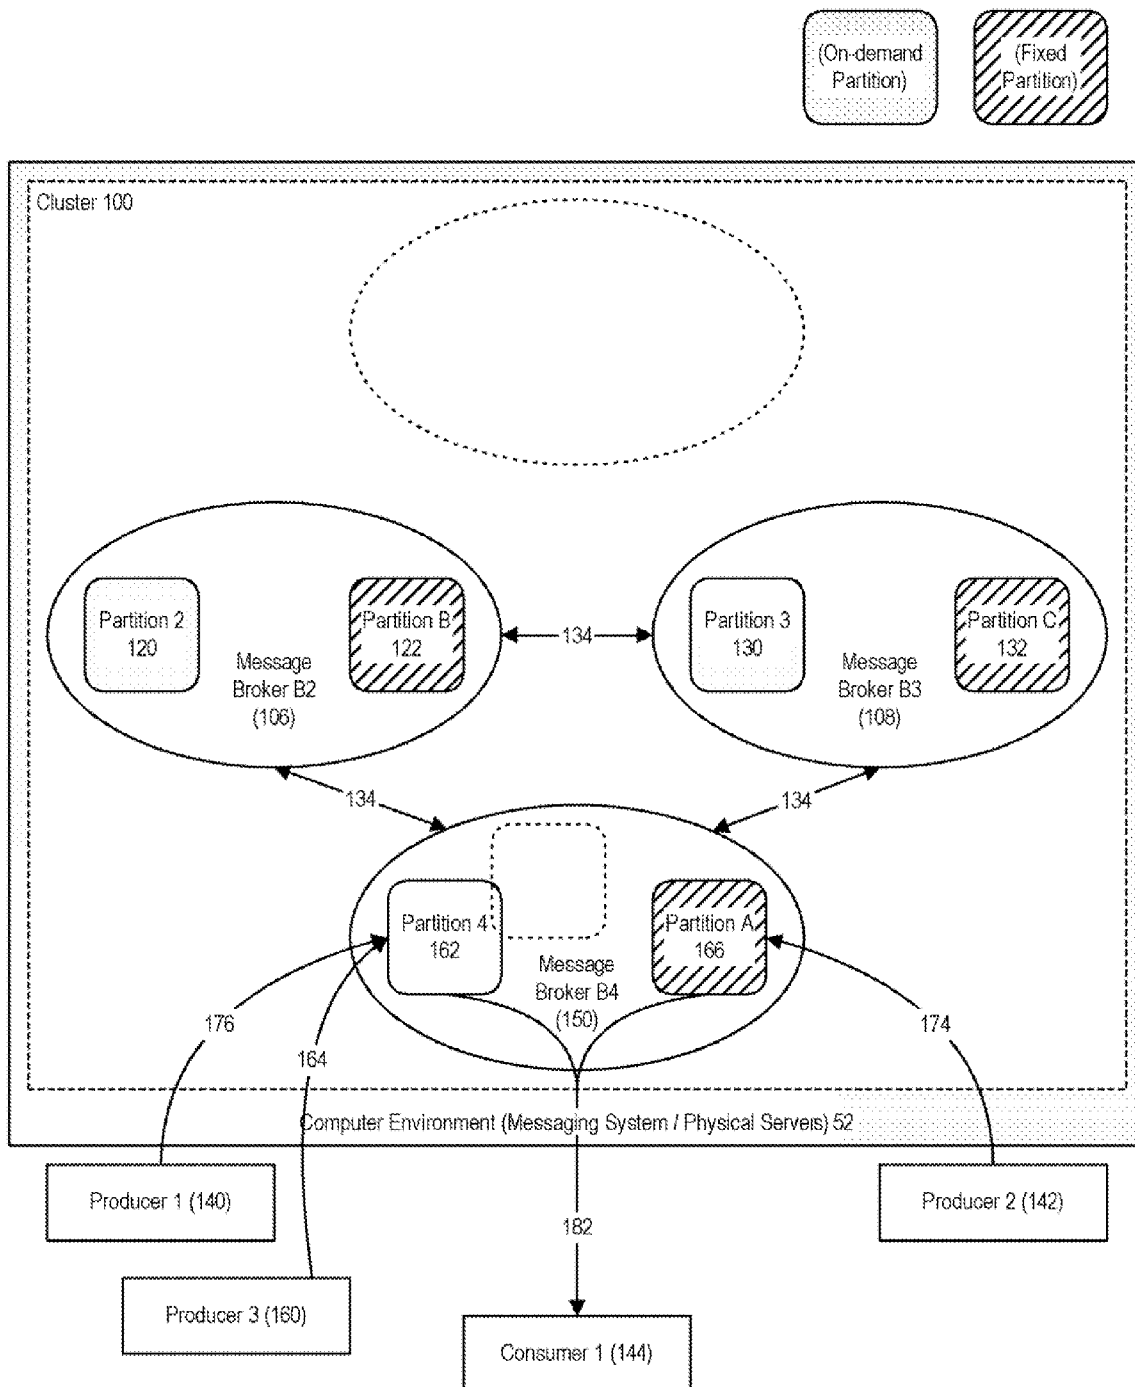 (On-demand
Partition)
(Fixed
Partition)
Cluster 100
Partition 2
120
Partition B
122
Message
Broker B2
(106)
134
Partition 3
130
Partition C
132
Message
Broker B3
(108)
134
134
Partition 4
162
Partition A
166
Message
Broker B4
(150)
176
164
174
Computer Environment (Messaging System / Physical Servers) 52
Producer 1 (140)
Producer 2 (142)
182
Producer 3 (160)
Consumer 1 (144)